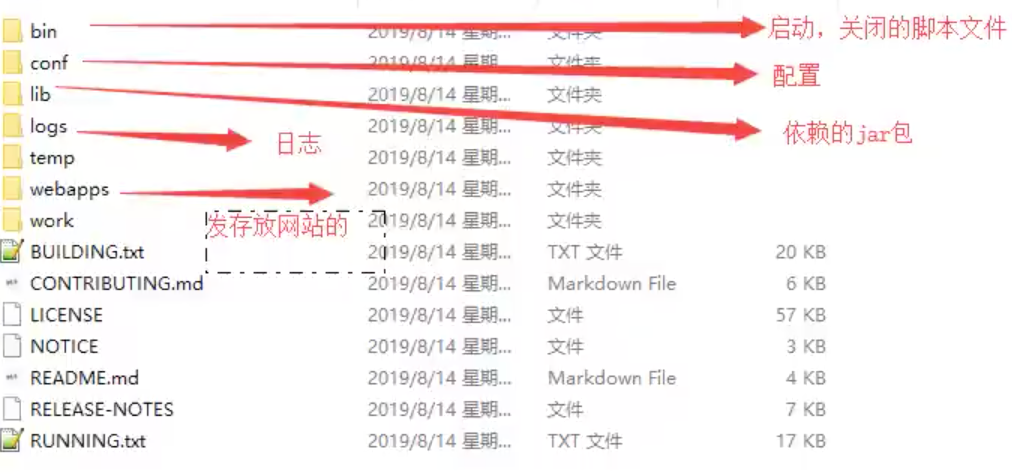 bin 2019/8/14 星期... 文件夹 启动，关闭的脚本文件
conf 2019/8/14 星期... 文件夹 配置
lib 2019/8/14 星期... 文件夹
logs 2019/8/14 星期... 文件夹 依赖的jar包
日志
temp 2019/8/14 星期... 文件夹
webapps 2019/8/14 星期... 文件夹
work 2019/8/14 星期... 文件夹
发存放网站的
BUILDING.txt 2019/8/14 星期... TXT 文件 20 KB
CONTRIBUTING.md 2019/8/14 星期... Markdown File 6 KB
LICENSE 2019/8/14 星期... 文件 57 KB
NOTICE 2019/8/14 星期... 文件 3 KB
README.md 2019/8/14 星期... Markdown File 4 KB
RELEASE-NOTES 2019/8/14 星期... 文件 7 KB
RUNNING.txt 2019/8/14 星期... TXT 文件 17 KB